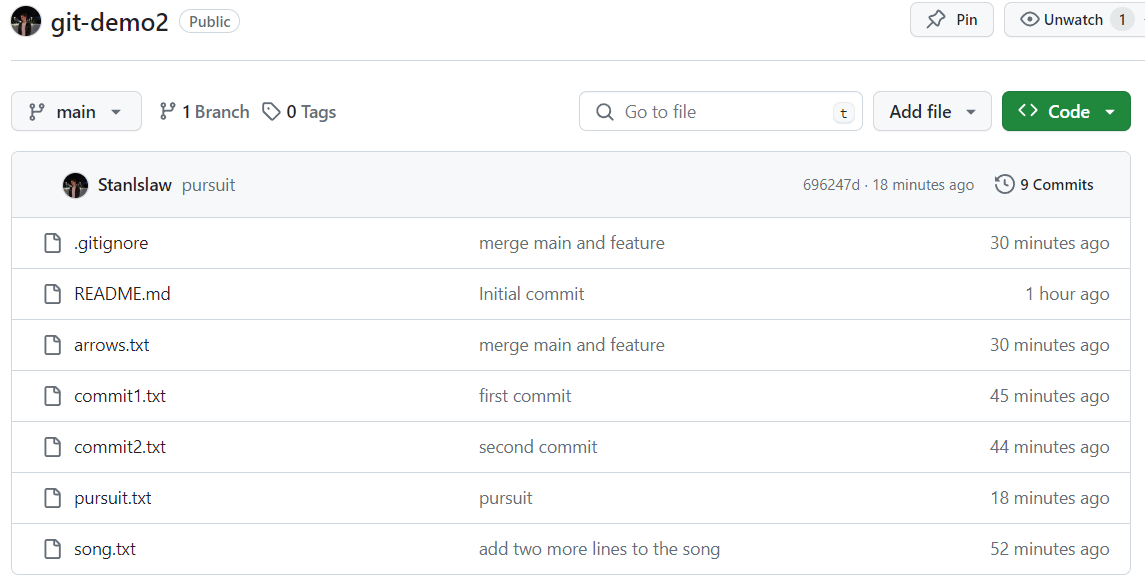 git-demo2 Public Pin Unwatch 1
main 1 Branch 0 Tags Go to file t Add file Code
Stanlslaw pursuit 696247d · 18 minutes ago 9 Commits
.gitignore merge main and feature 30 minutes ago
README.md Initial commit 1 hour ago
arrows.txt merge main and feature 30 minutes ago
commit1.txt first commit 45 minutes ago
commit2.txt second commit 44 minutes ago
pursuit.txt pursuit 18 minutes ago
song.txt add two more lines to the song 52 minutes ago